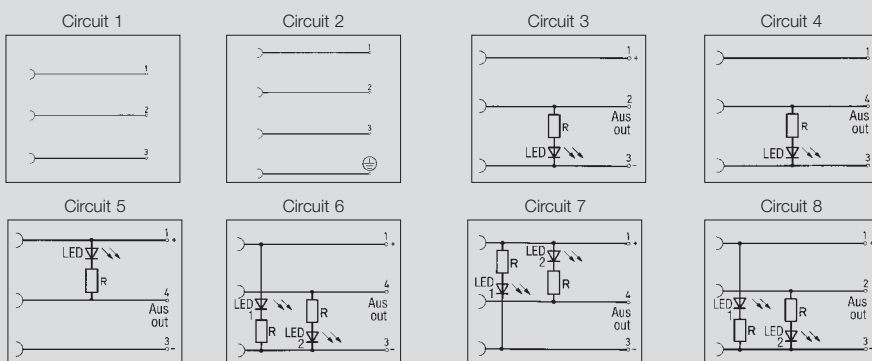 Circuit 1
1
2
3
Circuit 2
1
2
3
Circuit 3
1
+
2
Aus
out
R
LED
3
-
Circuit 4
1
4
Aus
out
R
LED
3
Circuit 5
1
+
LED
R
4
Aus
out
3
-
Circuit 6
1
+
4
Aus
out
LED
1
R
R
LED
2
3
-
Circuit 7
1
+
R
LED
2
LED
1
R
4
Aus
out
3
-
Circuit 8
1
+
2
Aus
out
LED
1
R
R
LED
2
3
-